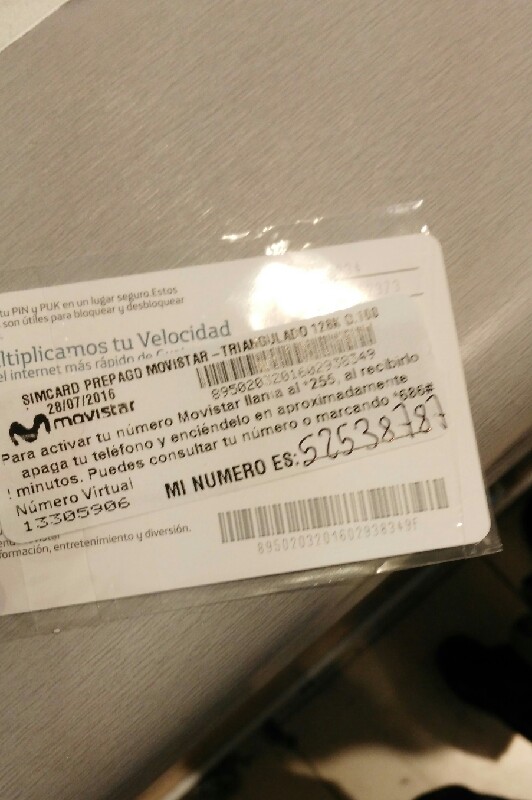 tu PIN y PUK en un lugar seguro.Estos
son útiles para bloquear y desbloquear
ltiplicamos tu Velocidad
el internet más rápido de
SIMCARD PREPAGO MOVISTAR -TRIANGULADO 128K
28/07/2016
8950203201602938349
movistar
Para activar tu número Movistar llama al *255, al recibirlo
apaga tu teléfono y enciéndelo en aproximadamente
! minutos. Puedes consultar tu número o marcando *686#
Número Virtual
13305906
MI NUMERO ES: 52538787
formación, entretenimiento y diversión.
8950203201602938349F